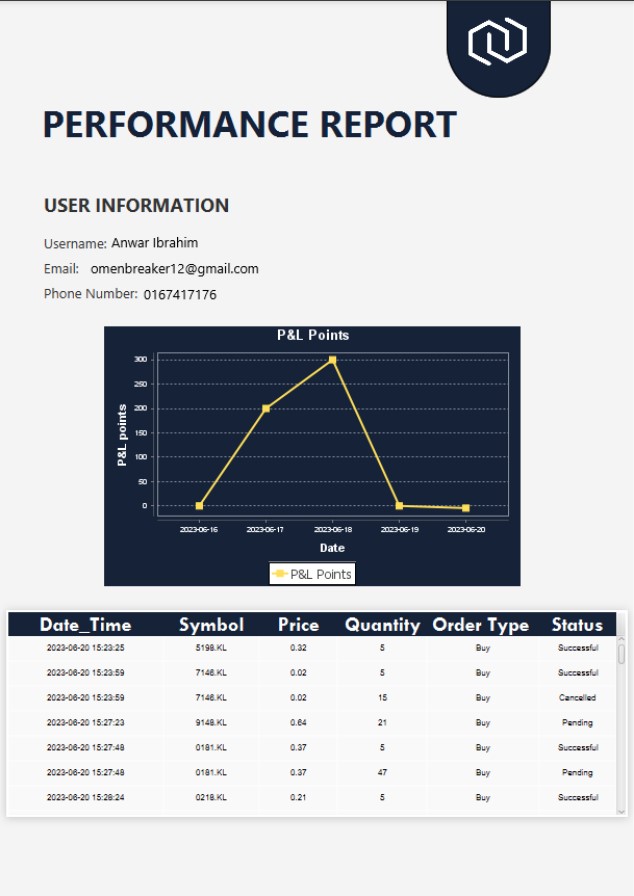 PERFORMANCE REPORT
USER INFORMATION
Username: Anwar Ibrahim
Email: omenbreaker12@gmail.com
Phone Number: 0167417176
P&L Points
300
250
200
150
100
50
0
P&L points
2023-06-16 2023-06-17 2023-06-18 2023-06-19 2023-06-20
Date
P&L Points
Date_Time Symbol Price Quantity Order Type Status
2023-06-20 15:23:25 5198.KL 0.32 5 Buy Successful
2023-06-20 15:23:59 7146.KL 0.02 5 Buy Successful
2023-06-20 15:23:59 7146.KL 0.02 15 Buy Cancelled
2023-06-20 15:27:23 9148.KL 0.64 21 Buy Pending
2023-06-20 15:27:48 0181.KL 0.37 5 Buy Successful
2023-06-20 15:27:48 0181.KL 0.37 47 Buy Pending
2023-06-20 15:28:24 0218.KL 0.21 5 Buy Successful